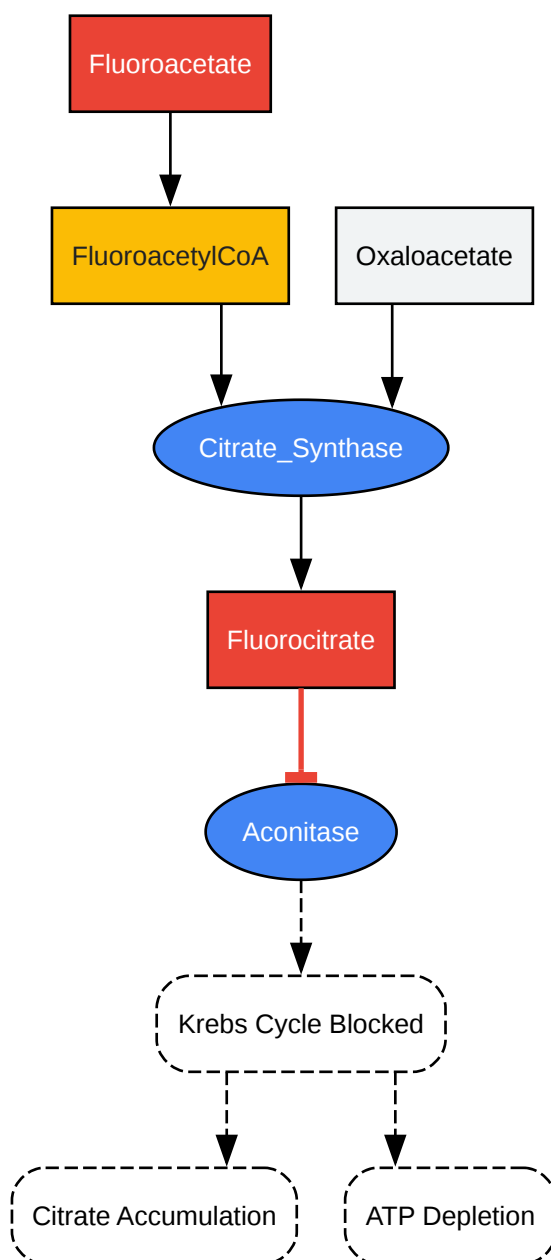 Fluoroacetate
FluoroacetylCoA
Oxaloacetate
Citrate_Synthase
Fluorocitrate
Aconitase
Krebs Cycle Blocked
Citrate Accumulation
ATP Depletion